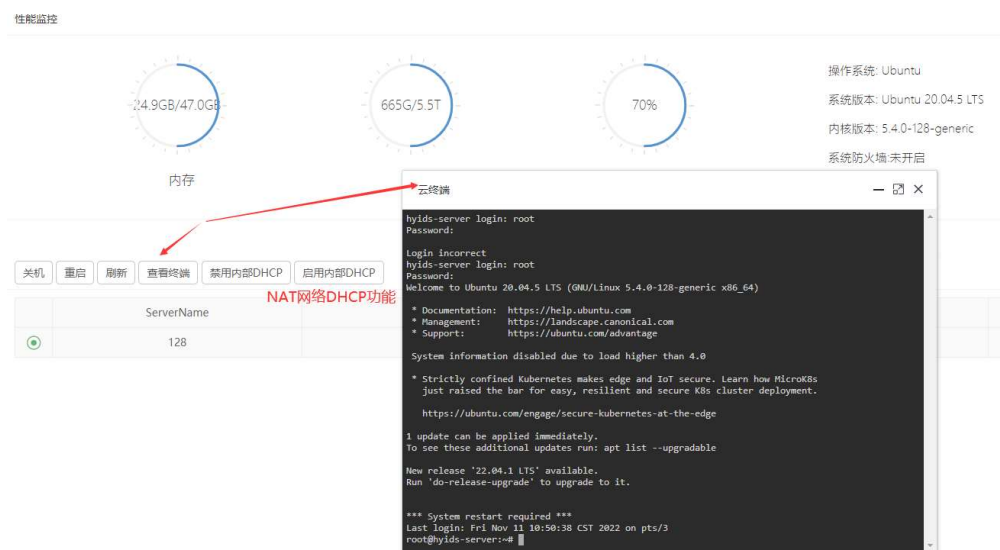 性能监控
24.9GB/47.0GB
665G/5.5T
70%
操作系统: Ubuntu
系统版本: Ubuntu 20.04.5 LTS
内核版本: 5.4.0-128-generic
系统防火墙:未开启
内存
云终端
hyids-server login: root
Password:
Login incorrect
hyids-server login: root
Password:
Welcome to Ubuntu 20.04.5 LTS (GNU/Linux 5.4.0-128-generic x86_64)
* Documentation: https://help.ubuntu.com
* Management: https://landscape.canonical.com
* Support: https://ubuntu.com/advantage
System information disabled due to load higher than 4.0
* Strictly confined Kubernetes makes edge and IoT secure. Learn how MicroK8s
just raised the bar for easy, resilient and secure K8s cluster deployment.
https://ubuntu.com/engage/secure-kubernetes-at-the-edge
1 update can be applied immediately.
To see these additional updates run: apt list --upgradable
New release '22.04.1 LTS' available.
Run 'do-release-upgrade' to upgrade to it.
*** System restart required ***
Last login: Fri Nov 11 10:50:38 CST 2022 on pts/3
root@hyids-server:~#
关机 重启 刷新 查看终端 禁用内部DHCP 启用内部DHCP
NAT网络DHCP功能
ServerName
128